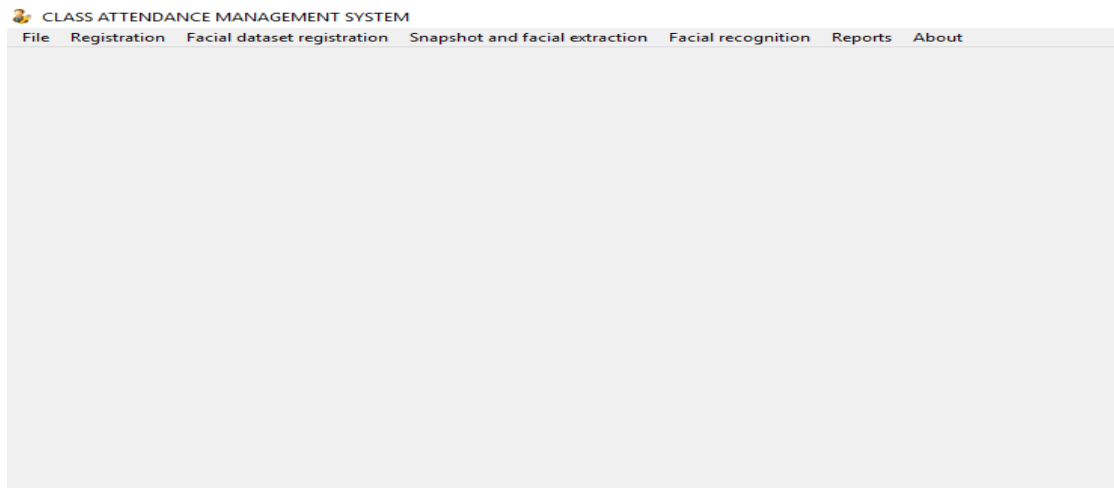 CLASS ATTENDANCE MANAGEMENT SYSTEM
File Registration Facial dataset registration Snapshot and facial extraction Facial recognition Reports About